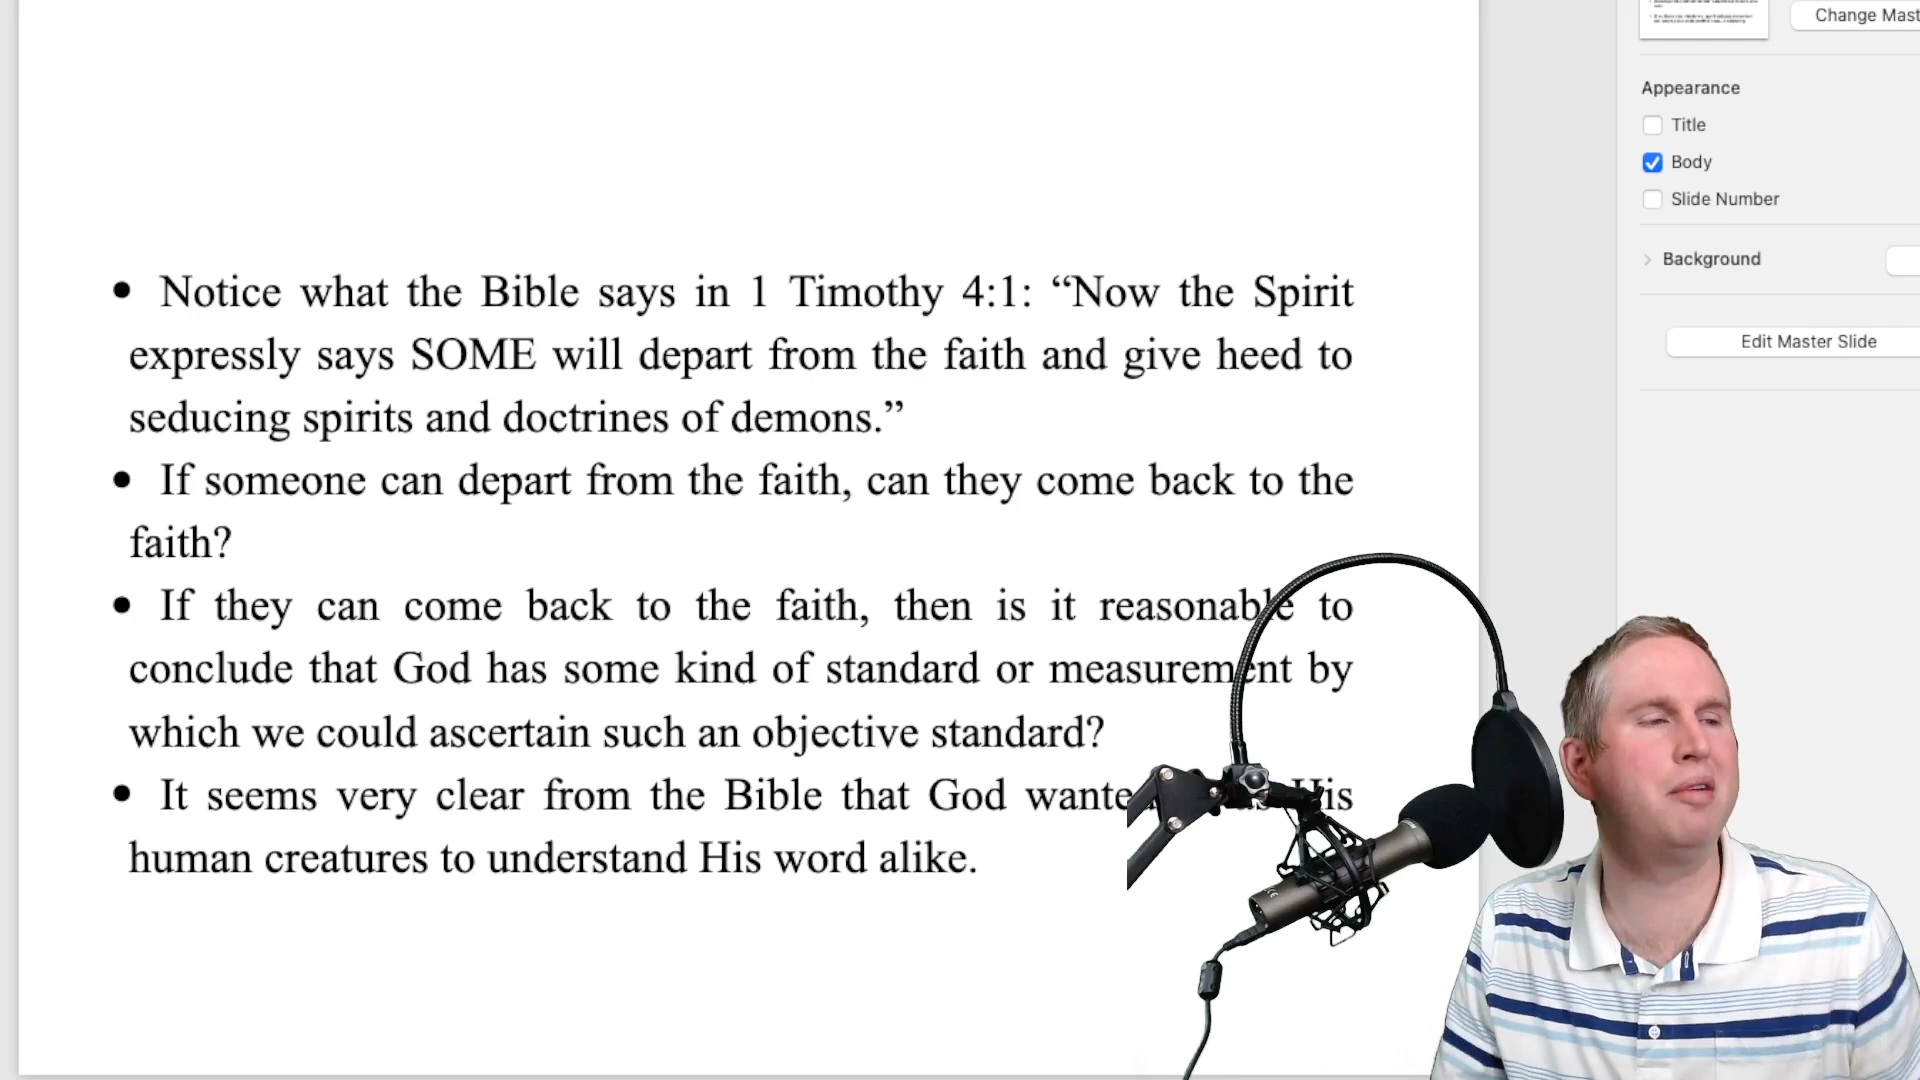 Change Mast
Appearance
Title
Body
Slide Number
Background
Edit Master Slide
• Notice what the Bible says in 1 Timothy 4:1: “Now the Spirit
expressly says SOME will depart from the faith and give heed to
seducing spirits and doctrines of demons.”
• If someone can depart from the faith, can they come back to the
faith?
• If they can come back to the faith, then is it reasonable to
conclude that God has some kind of standard or measurement by
which we could ascertain such an objective standard?
• It seems very clear from the Bible that God His
human creatures to understand His word alike.